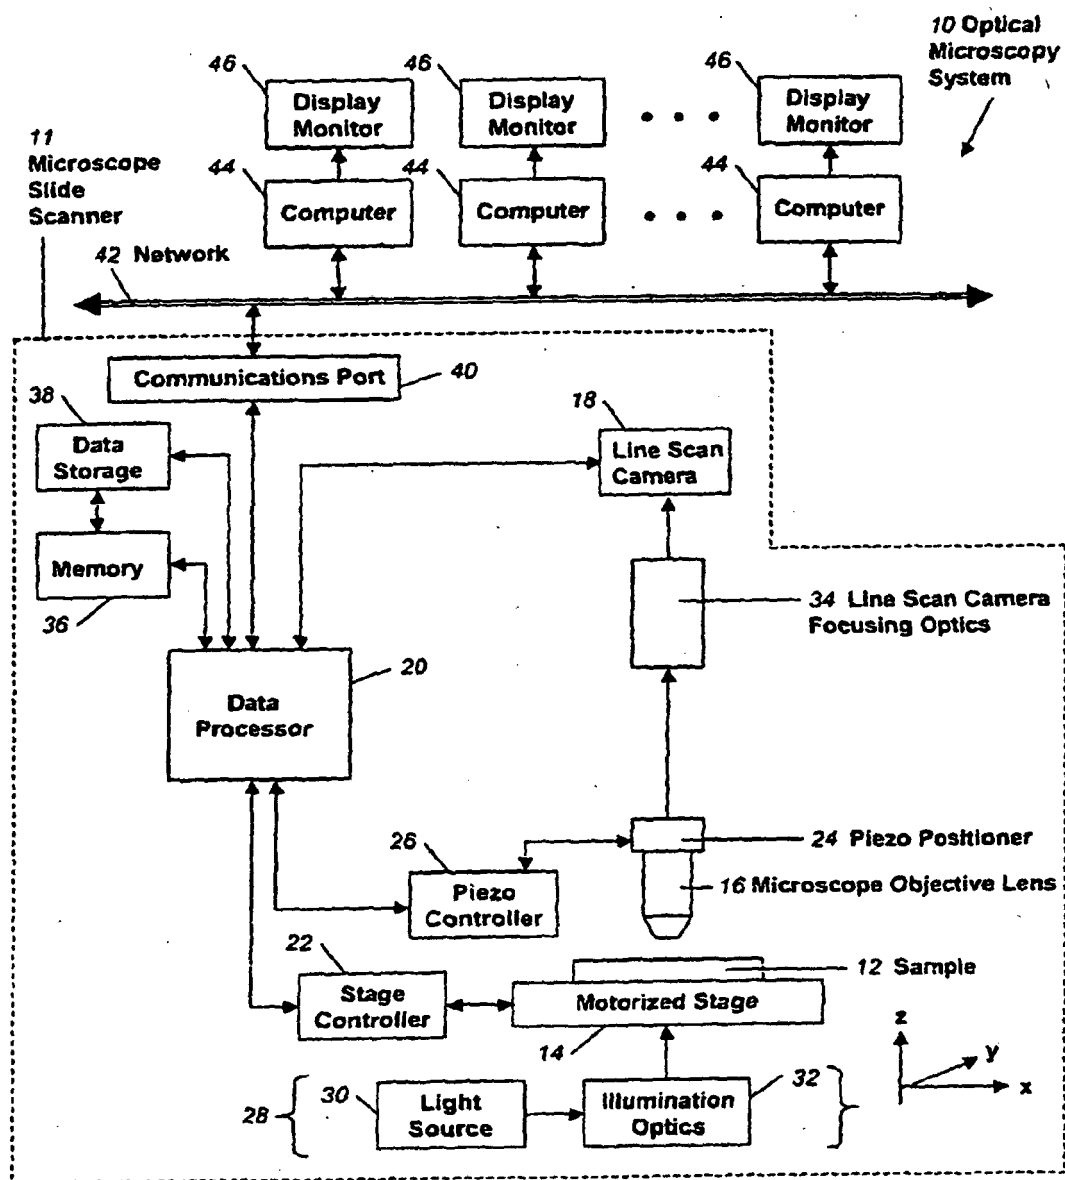 10 Optical
Microscopy
System
46
46
46
Display
Monitor
Display
Monitor
Display
Monitor
11
Microscope
Slide
Scanner
44
44
44
Computer
Computer
Computer
42 Network
Communications Port
40
38
Data
Storage
18
Line Scan
Camera
Memory
36
34 Line Scan Camera
Focusing Optics
20
Data
Processor
24 Piezo Positioner
26
Piezo
Controller
16 Microscope Objective Lens
22
Stage
Controller
12 Sample
Motorized Stage
14
z
y
x
28
30
Light
Source
Illumination
Optics
32